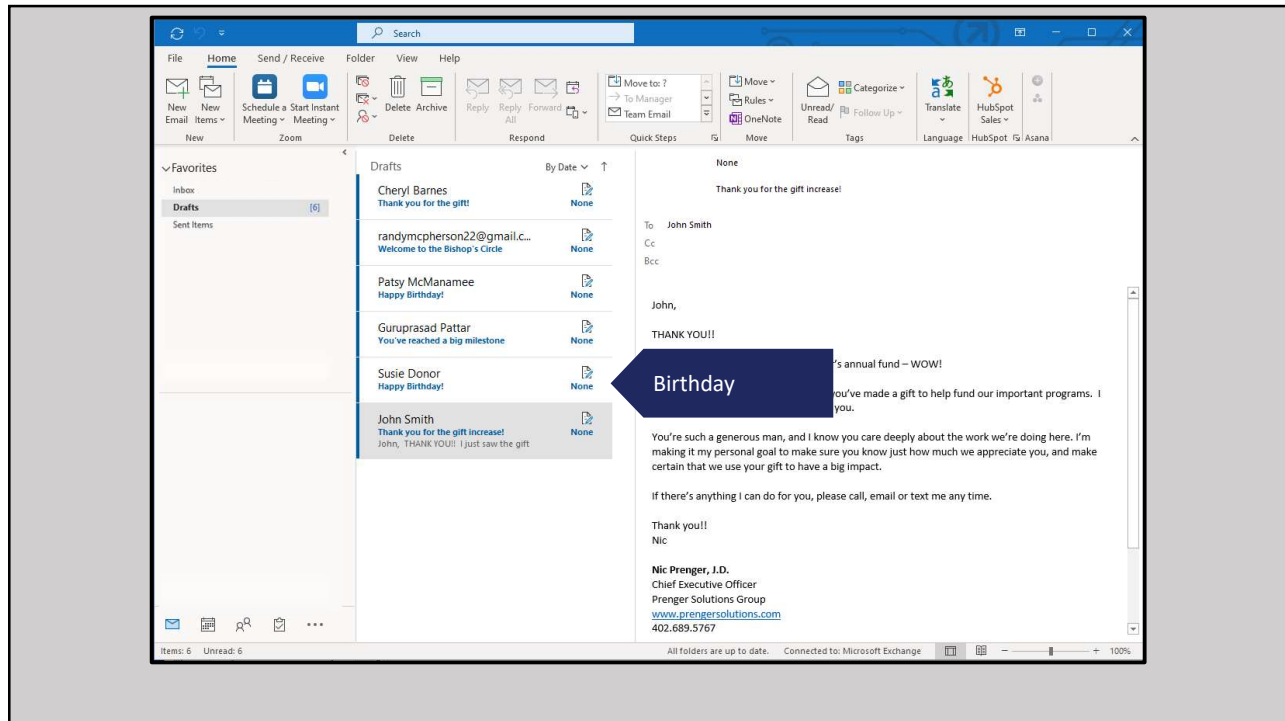 Search
File Home Send / Receive Folder View Help
New Email
New Items
Schedule a Meeting
Start Instant Meeting
Delete Archive
Reply Reply All Forward
Move to: ?
To Manager
Team Email
Move
Rules
OneNote
Unread/ Read
Categorize
Follow Up
Translate
HubSpot Sales
New Zoom Delete Respond Quick Steps Move Tags Language HubSpot Asana
Favorites
Inbox
Drafts [6]
Sent Items
Drafts By Date
Cheryl Barnes
Thank you for the gift! None
randymcpherson22@gmail.c...
Welcome to the Bishop's Circle None
Patsy McManamee
Happy Birthday! None
Guruprasad Pattar
You've reached a big milestone None
Susie Donor
Happy Birthday! None
John Smith
Thank you for the gift increase! None
John, THANK YOU!! I just saw the gift
Birthday
None
Thank you for the gift increase!
To John Smith
Cc
Bcc
John,
THANK YOU!!
's annual fund – WOW!
you've made a gift to help fund our important programs. I
you.
You're such a generous man, and I know you care deeply about the work we're doing here. I'm
making it my personal goal to make sure you know just how much we appreciate you, and make
certain that we use your gift to have a big impact.
If there's anything I can do for you, please call, email or text me any time.
Thank you!!
Nic
Nic Prenger, J.D.
Chief Executive Officer
Prenger Solutions Group
www.prengersolutions.com
402.689.5767
Items: 6 Unread: 6
All folders are up to date. Connected to: Microsoft Exchange 100%